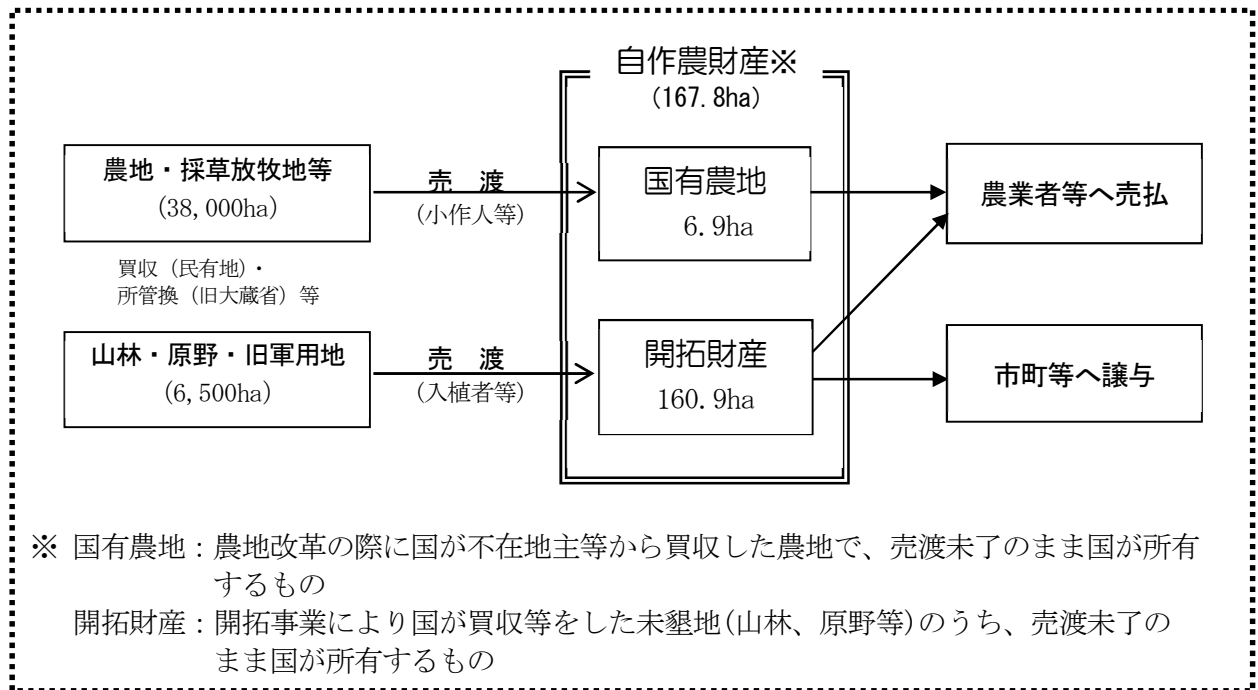 自作農財産※
(167.8ha)
農地・採草放牧地等
(38,000ha)
売　渡
(小作人等)
国有農地
6.9ha
農業者等へ売払
買収（民有地）・
所管換（旧大蔵省）等
山林・原野・旧軍用地
(6,500ha)
売　渡
(入植者等)
開拓財産
160.9ha
市町等へ譲与
※ 国有農地：農地改革の際に国が不在地主等から買収した農地で、売渡未了のまま国が所有
するもの
開拓財産：開拓事業により国が買収等をした未墾地(山林、原野等)のうち、売渡未了の
まま国が所有するもの